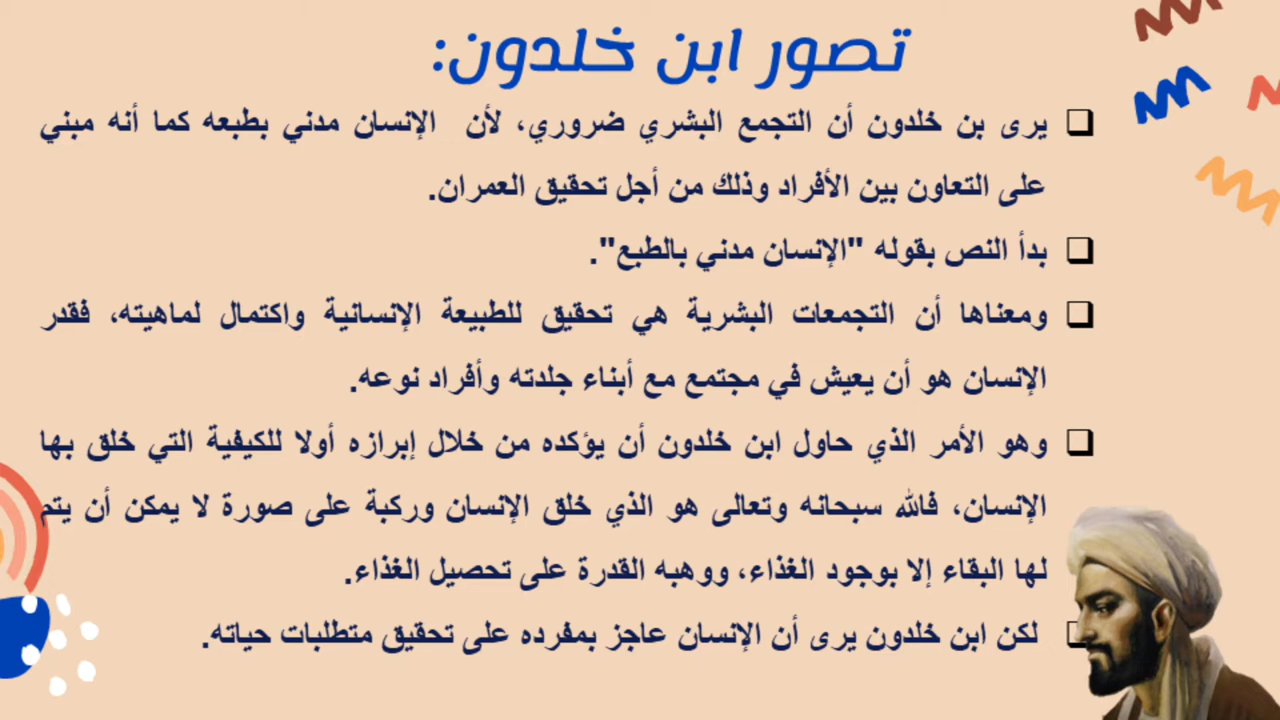 تصور ابن خلدون:
يرى بن خلدون أن التجمع البشري ضروري، لأن الإنسان مدني بطبعه كما أنه مبني
على التعاون بين الأفراد وذلك من أجل تحقيق العمران.
بدأ النص بقوله "الإنسان مدني بالطبع".
ومعناها أن التجمعات البشرية هي تحقيق للطبيعة الإنسانية واكتمال لماهيته، فقدر
الإنسان هو أن يعيش في مجتمع مع أبناء جلدته وأفراد نوعه.
وهو الأمر الذي حاول ابن خلدون أن يؤكده من خلال إبرازه أولا للكيفية التي خلق بها
الإنسان، فالله سبحانه وتعالى هو الذي خلق الإنسان وركبة على صورة لا يمكن أن يتم
لها البقاء إلا بوجود الغذاء، ووهبه القدرة على تحصيل الغذاء.
لكن ابن خلدون يرى أن الإنسان عاجز بمفرده على تحقيق متطلبات حياته.